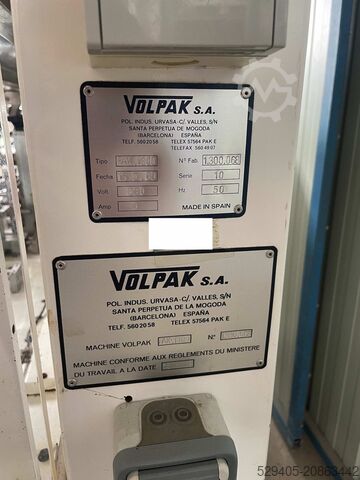 VOLPAK S.A.
POL. INDUS. URVASA-C/. VALLES, S/N
SANTA PERPETUA DE MOGODA
(BARCELONA) ESPAÑA
TELF. 5602058 TELEX 57564 PAK E
TELEFAX 5604907
Tipo Nº Fab. 1.300.068
Fecha Serie 10
Volt. Hz 50
Amp MADE IN SPAIN
VOLPAK S.A.
POL. INDUS. URVASA-C/. VALLES, S/N
SANTA PERPETUA DE LA MOGODA
(BARCELONA) ESPAÑA
TELF. 5602058 TELEX 57564 PAK E
MACHINE VOLPAK Nº
MACHINE CONFORME AUX REGLEMENTS DU MINISTERE
DU TRAVAIL A LA DATE
529405-20863442